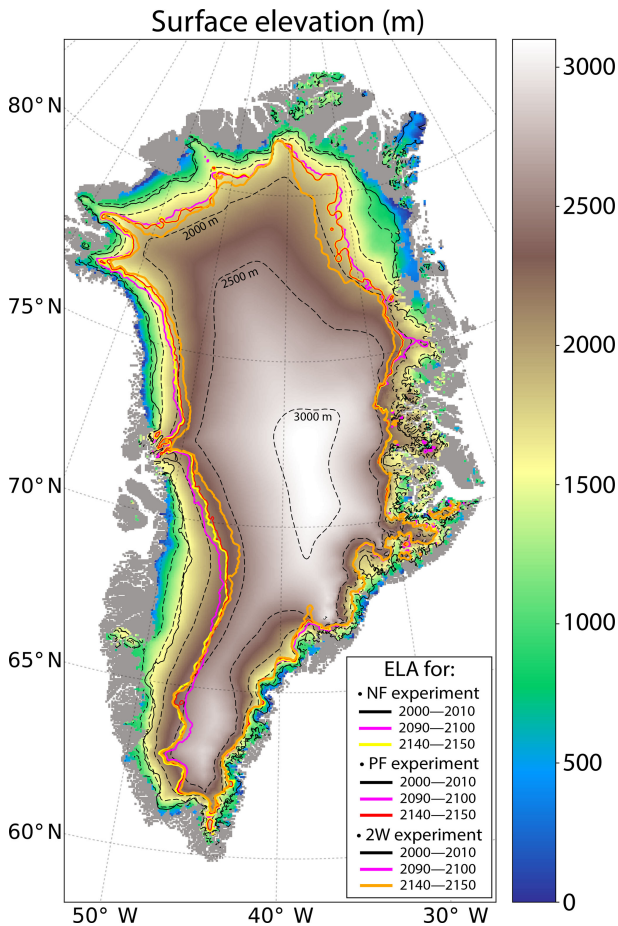 Surface elevation (m)
80° N
75° N
70° N
65° N
60° N
50° W
40° W
30° W
2000 m
2500 m
3000 m
3000
2500
2000
1500
1000
500
0
ELA for:
• NF experiment
2000—2010
2090—2100
2140—2150
• PF experiment
2000—2010
2090—2100
2140—2150
• 2W experiment
2000—2010
2090—2100
2140—2150